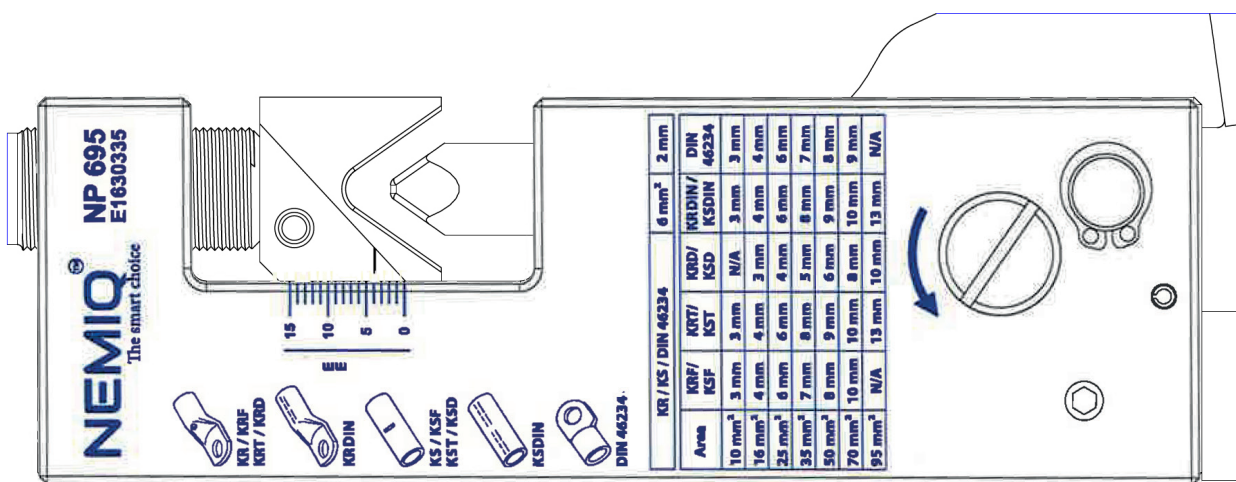 NEMIQ®
The smart choice
NP 695
E1630335
KR / KRF
KRT / KRD
KRDIN
KS / KSF
KST / KSD
KSDIN
DIN 46234
mm
15
10
5
0
KR / KS / DIN 46234 6 mm² 2 mm
Area KRF/ KSF KRT/ KST KRD/ KSD KRDIN / KSDIN DIN 46234
10 mm² 3 mm 3 mm N/A 3 mm 3 mm
16 mm² 4 mm 4 mm 3 mm 4 mm 4 mm
25 mm² 6 mm 6 mm 4 mm 6 mm 6 mm
35 mm² 7 mm 8 mm 5 mm 8 mm 7 mm
50 mm² 8 mm 9 mm 6 mm 9 mm 8 mm
70 mm² 10 mm 10 mm 8 mm 10 mm 9 mm
95 mm² N/A 13 mm 10 mm 13 mm N/A